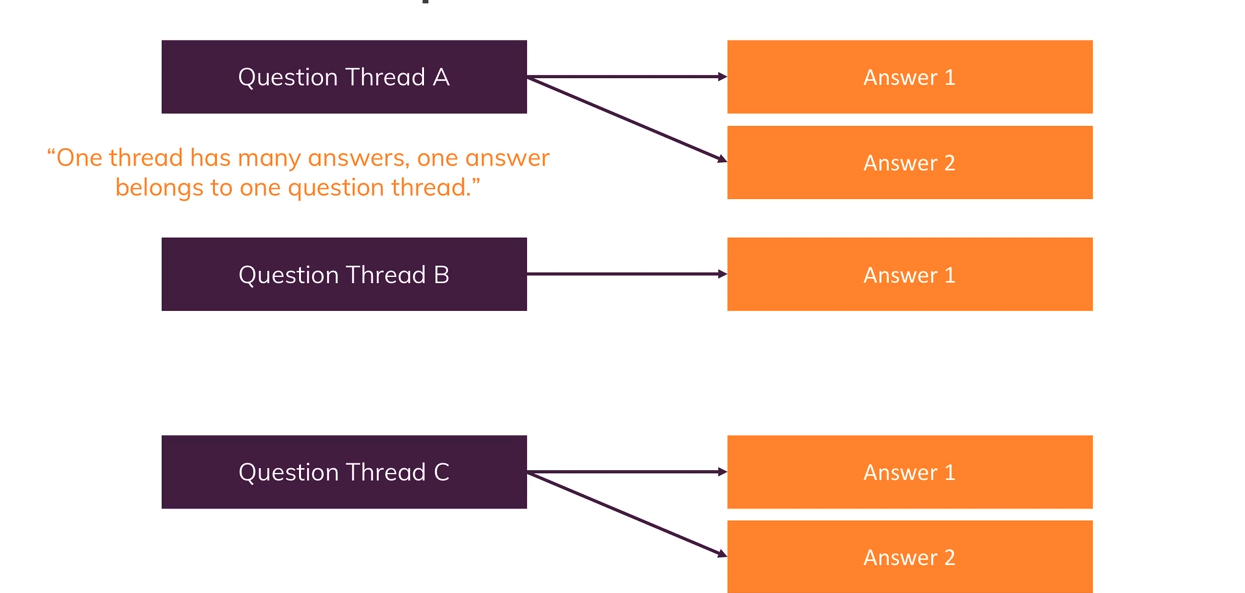 Question Thread A
Answer 1
Answer 2
“One thread has many answers, one answer
belongs to one question thread.”
Question Thread B
Answer 1
Question Thread C
Answer 1
Answer 2